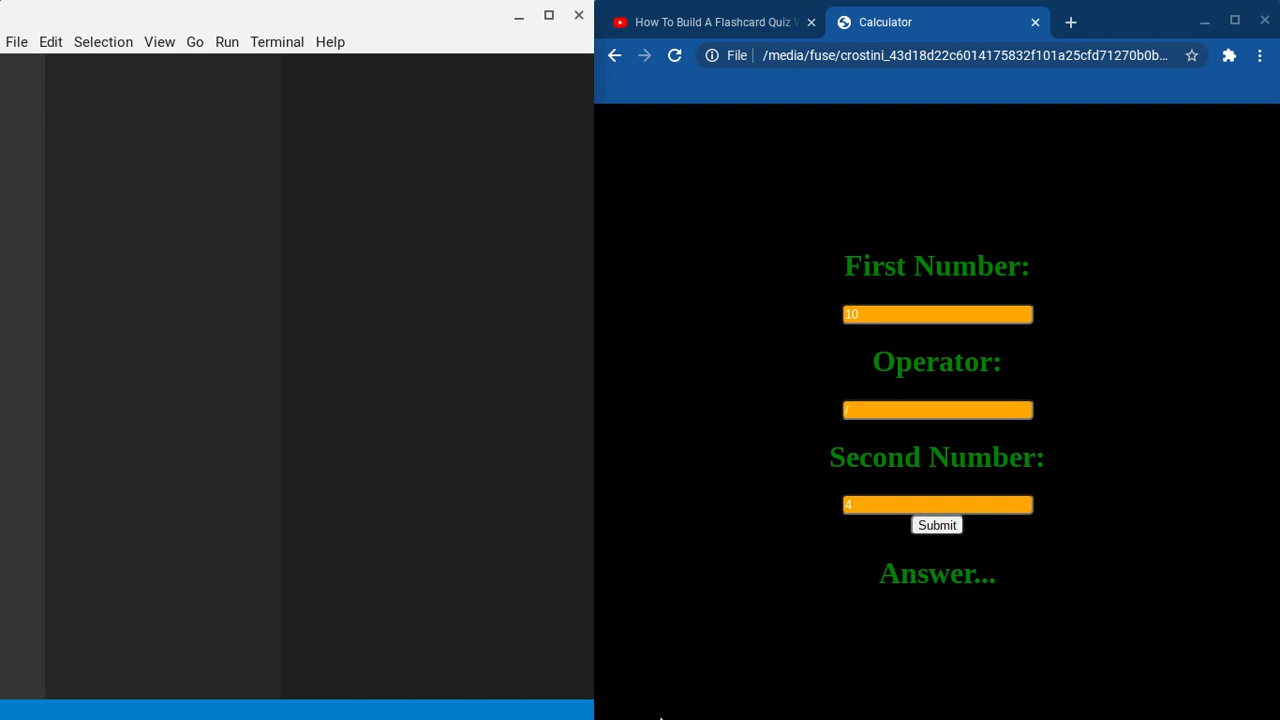 File Edit Selection View Go Run Terminal Help
How To Build A Flashcard Quiz
Calculator
File
/media/fuse/crostini_43d18d22c6014175832f101a25cfd71270b0b…
First Number:
10
Operator:
/
Second Number:
4
Submit
Answer...